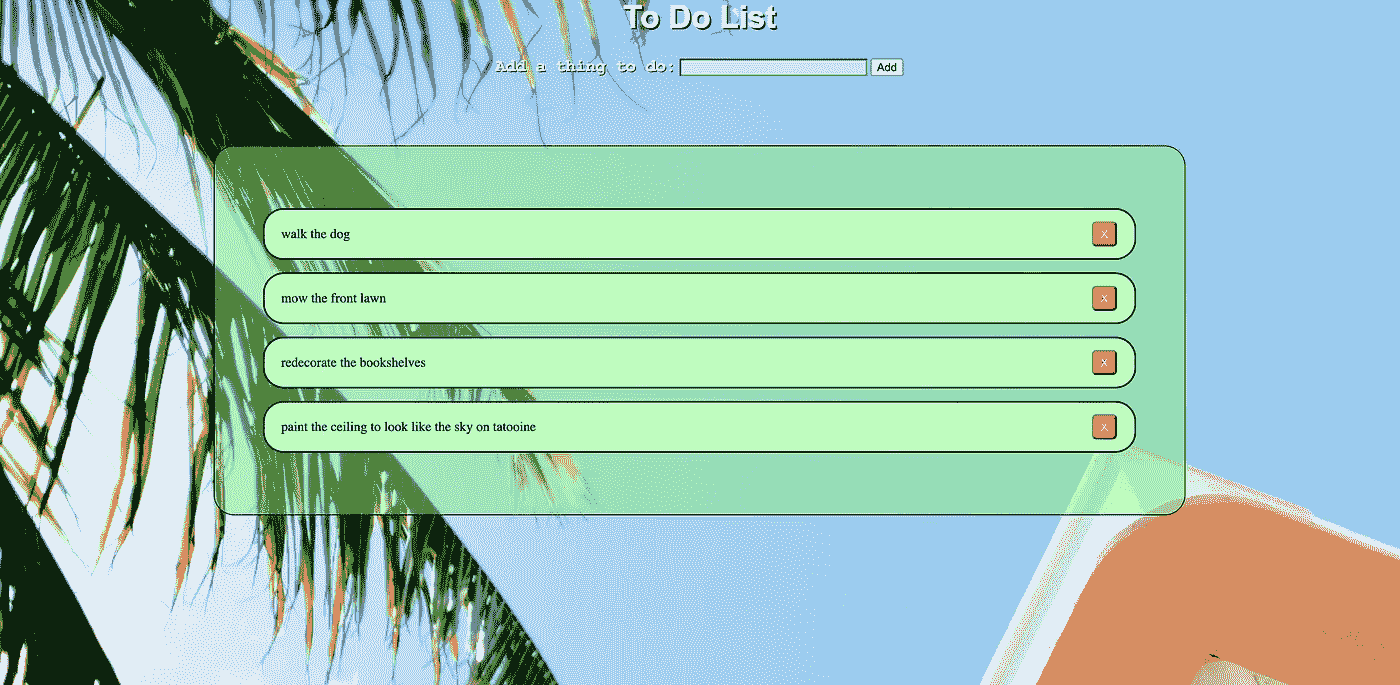 To Do List
Add a thing to do: Add
walk the dog X
mow the front lawn X
redecorate the bookshelves X
paint the ceiling to look like the sky on tatooine X